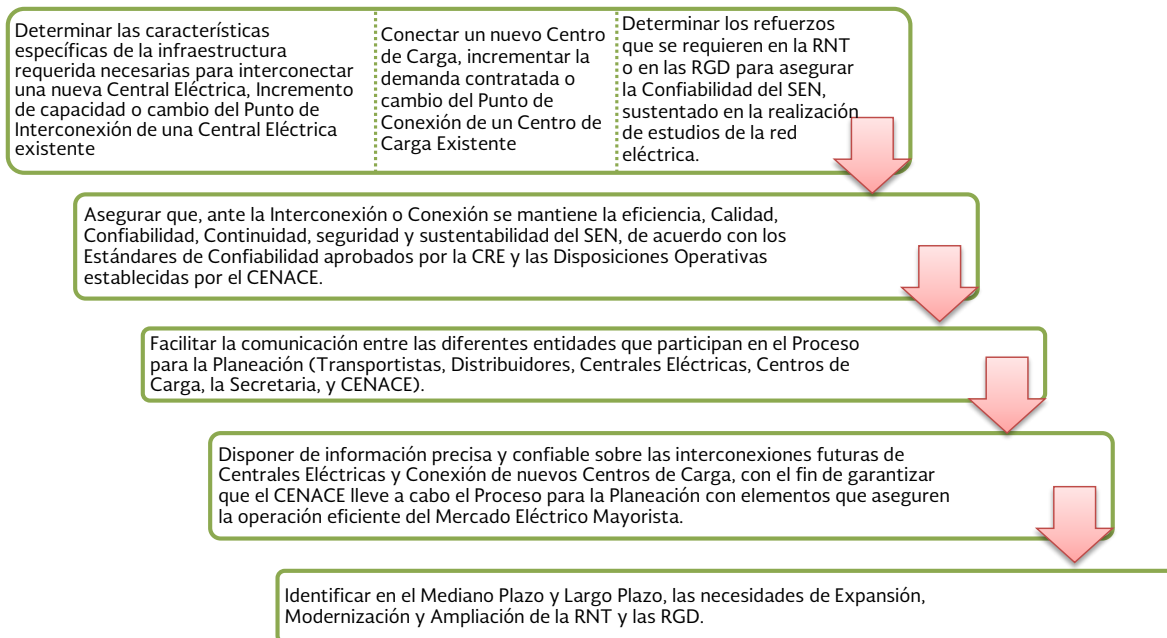 Determinar las características
específicas de la infraestructura
requerida necesarias para interconectar
una nueva Central Eléctrica, Incremento
de capacidad o cambio del Punto de
Interconexión de una Central Eléctrica
existente
Conectar un nuevo Centro
de Carga, incrementar la
demanda contratada o
cambio del Punto de
Conexión de un Centro de
Carga Existente
Determinar los refuerzos
que se requieren en la RNT
o en las RGD para asegurar
la Confiabilidad del SEN,
sustentado en la realización
de estudios de la red
eléctrica.
Asegurar que, ante la Interconexión o Conexión se mantiene la eficiencia, Calidad,
Confiabilidad, Continuidad, seguridad y sustentabilidad del SEN, de acuerdo con los
Estándares de Confiabilidad aprobados por la CRE y las Disposiciones Operativas
establecidas por el CENACE.
Facilitar la comunicación entre las diferentes entidades que participan en el Proceso
para la Planeación (Transportistas, Distribuidores, Centrales Eléctricas, Centros de
Carga, la Secretaria, y CENACE).
Disponer de información precisa y confiable sobre las interconexiones futuras de
Centrales Eléctricas y Conexión de nuevos Centros de Carga, con el fin de garantizar
que el CENACE lleve a cabo el Proceso para la Planeación con elementos que aseguren
la operación eficiente del Mercado Eléctrico Mayorista.
Identificar en el Mediano Plazo y Largo Plazo, las necesidades de Expansión,
Modernización y Ampliación de la RNT y las RGD.